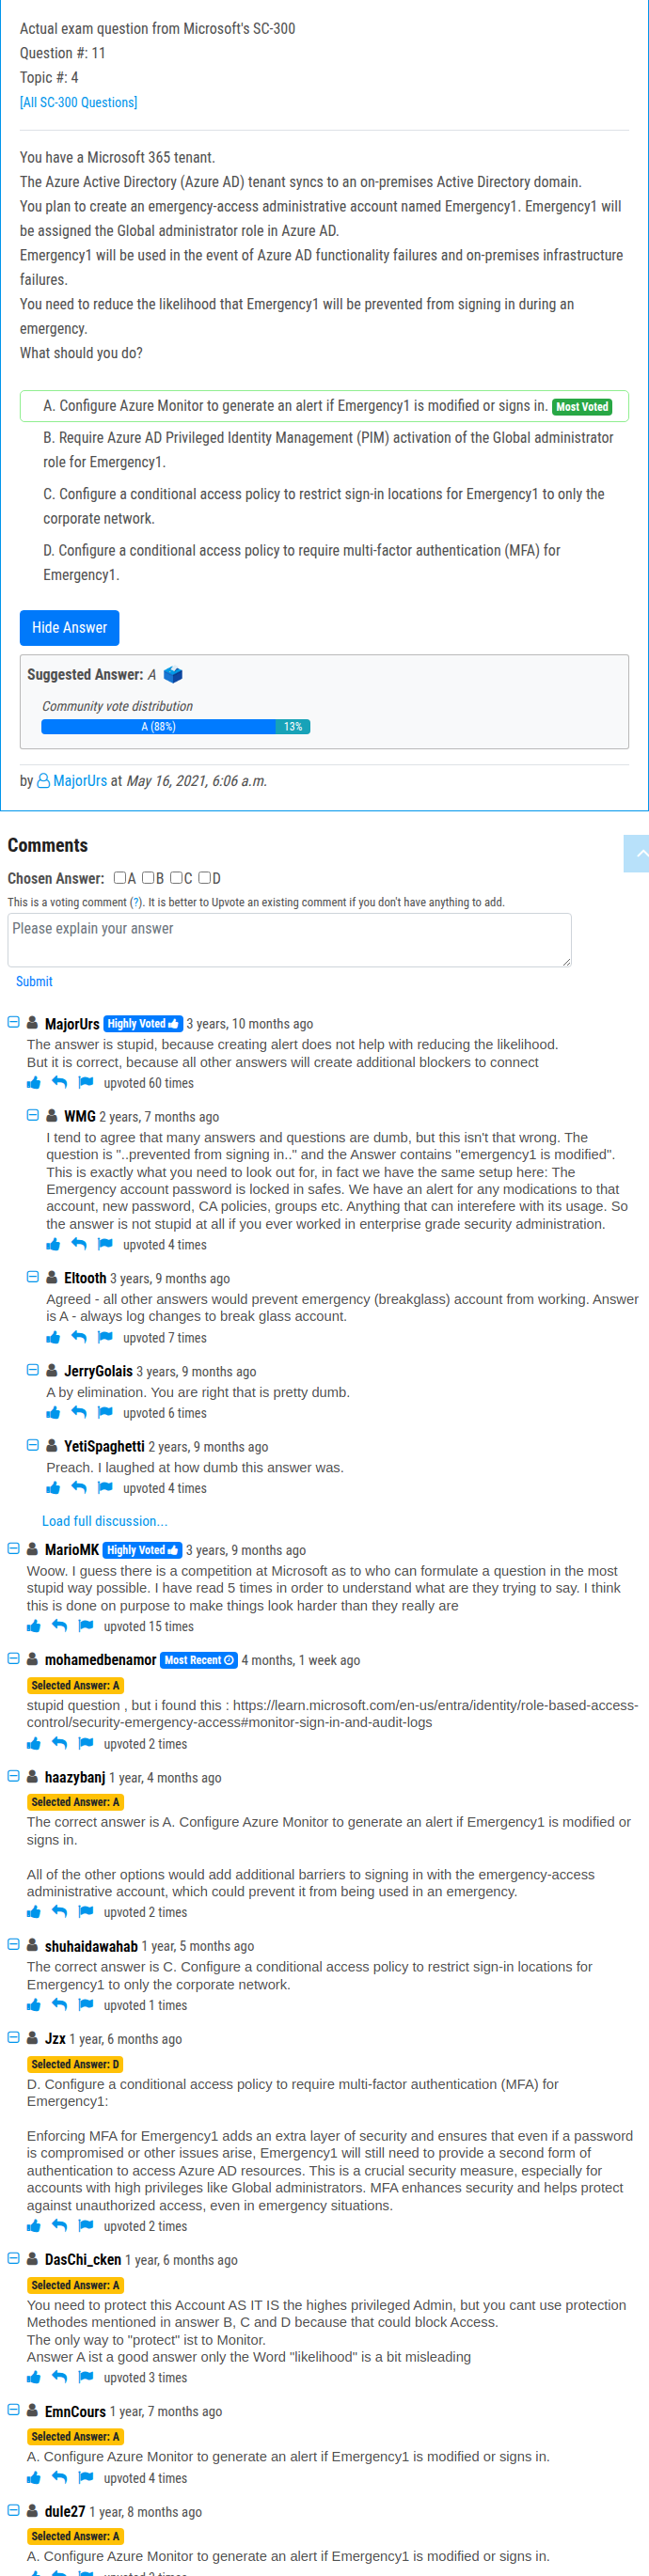 Actual exam question from Microsoft's SC-300
Question #: 11
Topic #: 4
[All SC-300 Questions]
You have a Microsoft 365 tenant.
The Azure Active Directory (Azure AD) tenant syncs to an on-premises Active Directory domain.
You plan to create an emergency-access administrative account named Emergency1. Emergency1 will
be assigned the Global administrator role in Azure AD.
Emergency1 will be used in the event of Azure AD functionality failures and on-premises infrastructure
failures.
You need to reduce the likelihood that Emergency1 will be prevented from signing in during an
emergency.
What should you do?
A. Configure Azure Monitor to generate an alert if Emergency1 is modified or signs in. Most Voted
B. Require Azure AD Privileged Identity Management (PIM) activation of the Global administrator
role for Emergency1.
C. Configure a conditional access policy to restrict sign-in locations for Emergency1 to only the
corporate network.
D. Configure a conditional access policy to require multi-factor authentication (MFA) for
Emergency1.
Hide Answer
Suggested Answer: A
Community vote distribution
A (88%) 13%
by MajorUrs at May 16, 2021, 6:06 a.m.
Comments
Chosen Answer: A B C D
This is a voting comment (?). It is better to Upvote an existing comment if you don't have anything to add.
Please explain your answer
Submit
MajorUrs Highly Voted 3 years, 10 months ago
The answer is stupid, because creating alert does not help with reducing the likelihood.
But it is correct, because all other answers will create additional blockers to connect
upvoted 60 times
WMG 2 years, 7 months ago
I tend to agree that many answers and questions are dumb, but this isn't that wrong. The
question is "..prevented from signing in.." and the Answer contains "emergency1 is modified".
This is exactly what you need to look out for, in fact we have the same setup here: The
Emergency account password is locked in safes. We have an alert for any modications to that
account, new password, CA policies, groups etc. Anything that can interefere with its usage. So
the answer is not stupid at all if you ever worked in enterprise grade security administration.
upvoted 4 times
Eltooth 3 years, 9 months ago
Agreed - all other answers would prevent emergency (breakglass) account from working. Answer
is A - always log changes to break glass account.
upvoted 7 times
JerryGolais 3 years, 9 months ago
A by elimination. You are right that is pretty dumb.
upvoted 6 times
YetiSpaghetti 2 years, 9 months ago
Preach. I laughed at how dumb this answer was.
upvoted 4 times
Load full discussion...
MarioMK Highly Voted 3 years, 9 months ago
Woow. I guess there is a competition at Microsoft as to who can formulate a question in the most
stupid way possible. I have read 5 times in order to understand what are they trying to say. I think
this is done on purpose to make things look harder than they really are
upvoted 15 times
mohamedbenamor Most Recent 4 months, 1 week ago
Selected Answer: A
stupid question , but i found this : https://learn.microsoft.com/en-us/entra/identity/role-based-access-
control/security-emergency-access#monitor-sign-in-and-audit-logs
upvoted 2 times
haazybanj 1 year, 4 months ago
Selected Answer: A
The correct answer is A. Configure Azure Monitor to generate an alert if Emergency1 is modified or
signs in.
All of the other options would add additional barriers to signing in with the emergency-access
administrative account, which could prevent it from being used in an emergency.
upvoted 2 times
shuhaidawahab 1 year, 5 months ago
The correct answer is C. Configure a conditional access policy to restrict sign-in locations for
Emergency1 to only the corporate network.
upvoted 1 times
Jzx 1 year, 6 months ago
Selected Answer: D
D. Configure a conditional access policy to require multi-factor authentication (MFA) for
Emergency1:
Enforcing MFA for Emergency1 adds an extra layer of security and ensures that even if a password
is compromised or other issues arise, Emergency1 will still need to provide a second form of
authentication to access Azure AD resources. This is a crucial security measure, especially for
accounts with high privileges like Global administrators. MFA enhances security and helps protect
against unauthorized access, even in emergency situations.
upvoted 2 times
DasChi_cken 1 year, 6 months ago
Selected Answer: A
You need to protect this Account AS IT IS the highes privileged Admin, but you cant use protection
Methodes mentioned in answer B, C and D because that could block Access.
The only way to "protect" ist to Monitor.
Answer A ist a good answer only the Word "likelihood" is a bit misleading
upvoted 3 times
EmnCours 1 year, 7 months ago
Selected Answer: A
A. Configure Azure Monitor to generate an alert if Emergency1 is modified or signs in.
upvoted 4 times
dule27 1 year, 8 months ago
Selected Answer: A
A. Configure Azure Monitor to generate an alert if Emergency1 is modified or signs in.